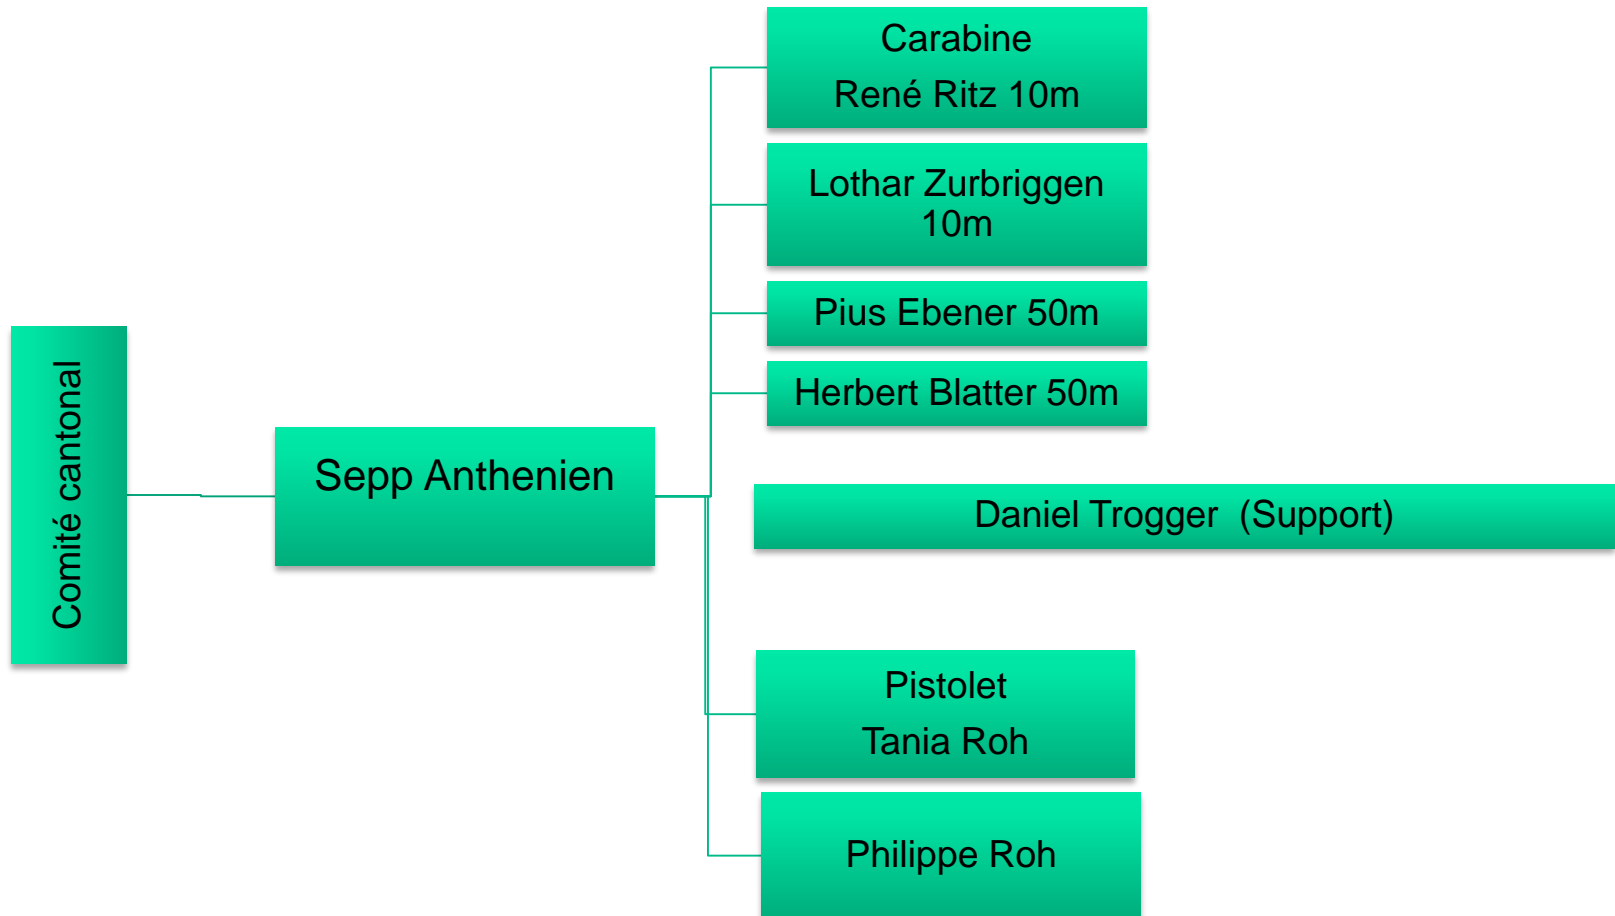 Comité cantonal
Sepp Anthenien
Carabine
René Ritz 10m
Lothar Zurbriggen
10m
Pius Ebener 50m
Herbert Blatter 50m
Daniel Trogger  (Support)
Pistolet
Tania Roh
Philippe Roh